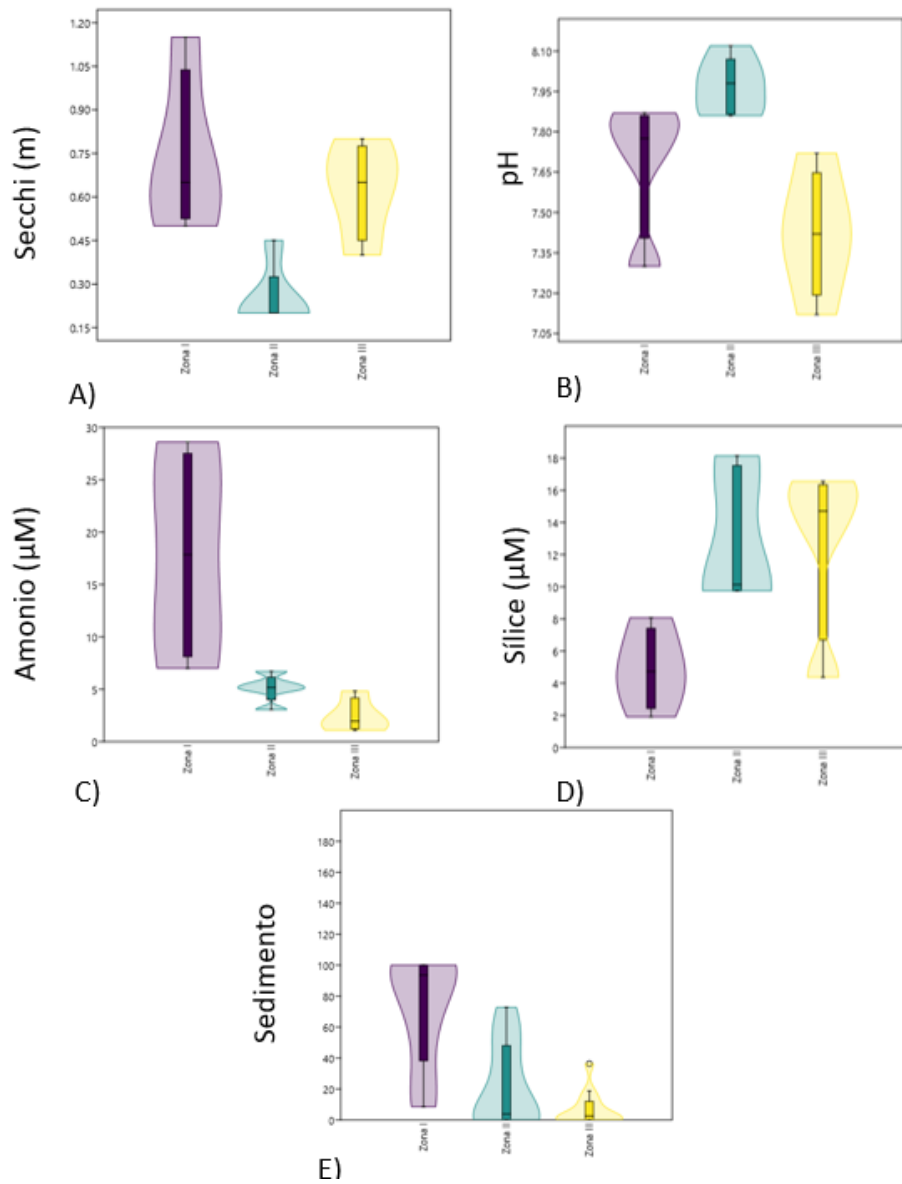 Secchi (m)
1.20
1.05
0.90
0.75
0.60
0.45
0.30
0.15
Zona I
Zona II
Zona III
A)
pH
8.10
7.95
7.80
7.65
7.50
7.35
7.20
7.05
Zona I
Zona II
Zona III
B)
Amonio (µM)
30
25
20
15
10
5
0
Zona I
Zona II
Zona III
C)
Sílice (µM)
18
16
14
12
10
8
6
4
2
0
Zona I
Zona II
Zona III
D)
Sedimento
180
160
140
120
100
80
60
40
20
0
Zona I
Zona II
Zona III
E)